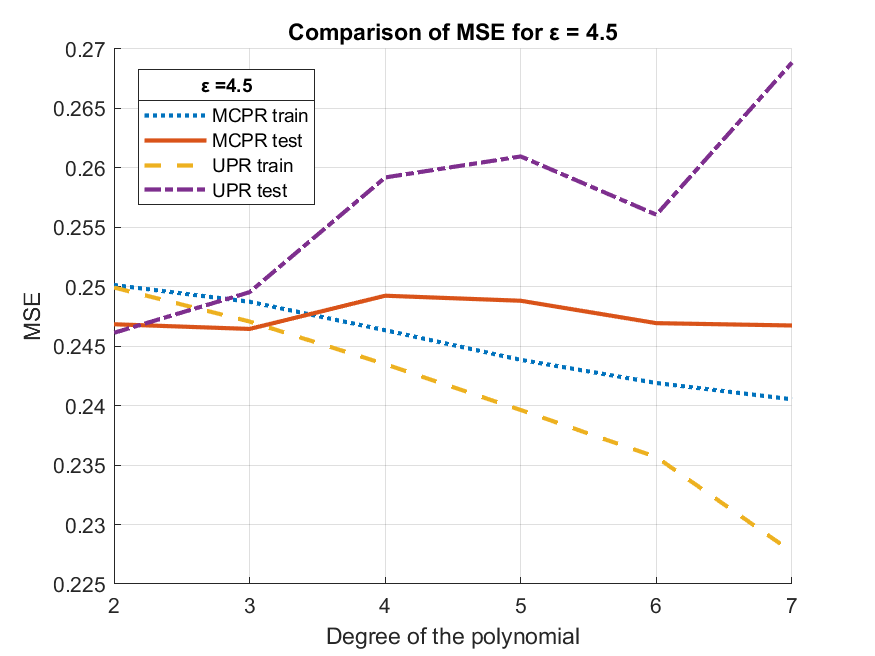 Comparison of MSE for ε = 4.5
ε =4.5
MCPR train
MCPR test
UPR train
UPR test
MSE
0.27
0.265
0.26
0.255
0.25
0.245
0.24
0.235
0.23
0.225
2 3 4 5 6 7
Degree of the polynomial